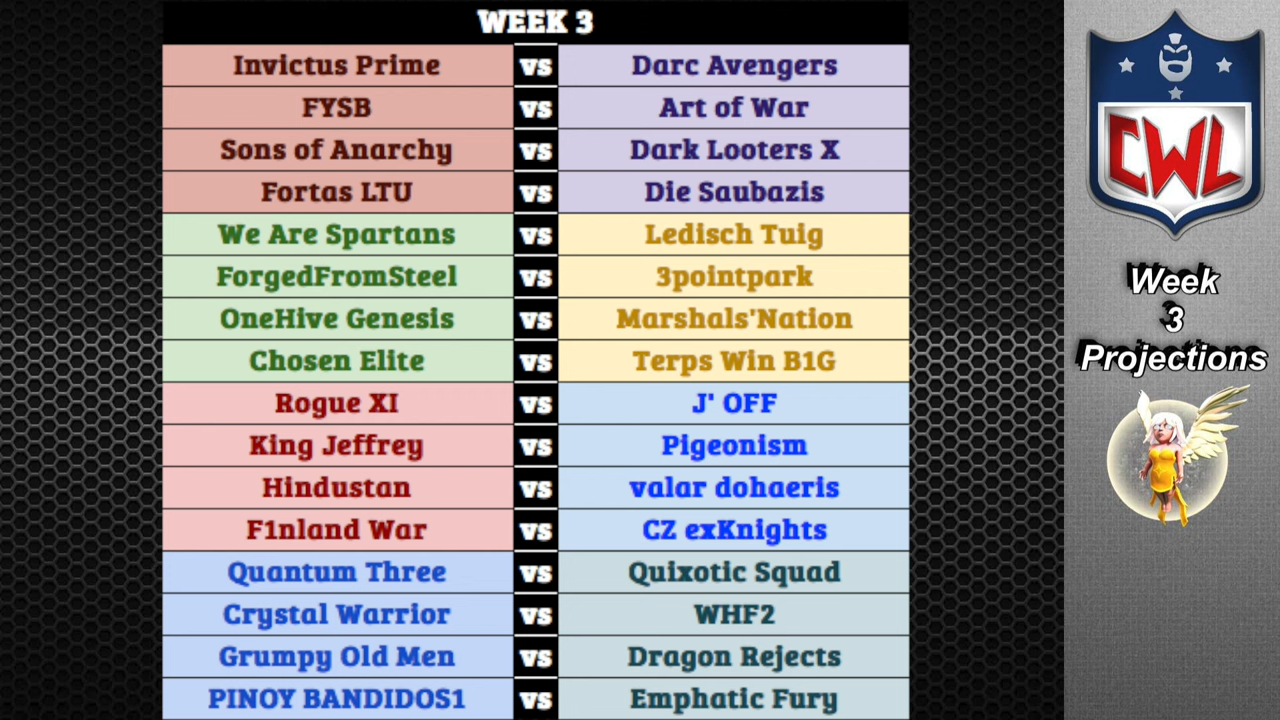 WEEK 3
Invictus Prime vs Darc Avengers
FYSB vs Art of War
Sons of Anarchy vs Dark Looters X
Fortas LTU vs Die Saubazis
We Are Spartans vs Ledisch Tuig
ForgedFromSteel vs 3pointpark
OneHive Genesis vs Marshals'Nation
Chosen Elite vs Terps Win B1G
Rogue XI vs J' OFF
King Jeffrey vs Pigeonism
Hindustan vs valar dohaeris
F1nland War vs CZ exKnights
Quantum Three vs Quixotic Squad
Crystal Warrior vs WHF2
Grumpy Old Men vs Dragon Rejects
PINOY BANDIDOS1 vs Emphatic Fury
CWL
Week
3
Projections